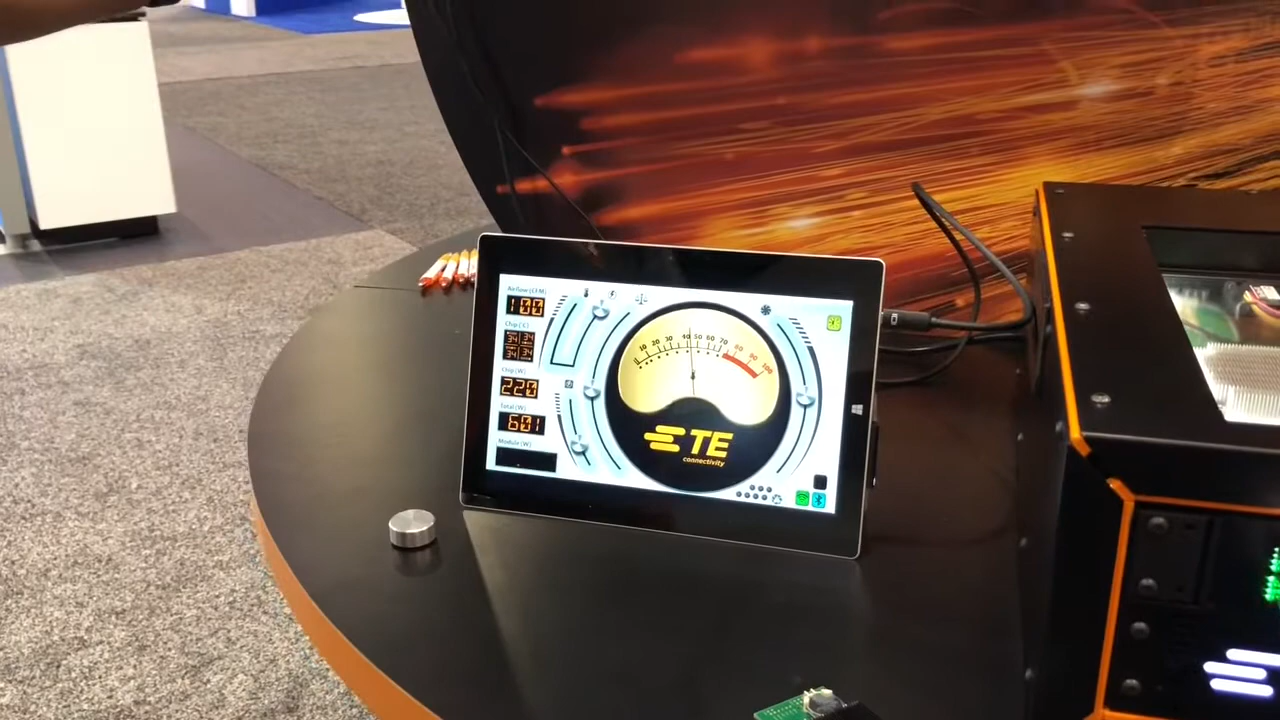 Airflow (CFM)
100
Chip (C)
34 34
34 34
Chip (W)
220
Total (W)
601
Module (W)
0 10 20 30 40 50 60 70 80 90 100
TE
connectivity